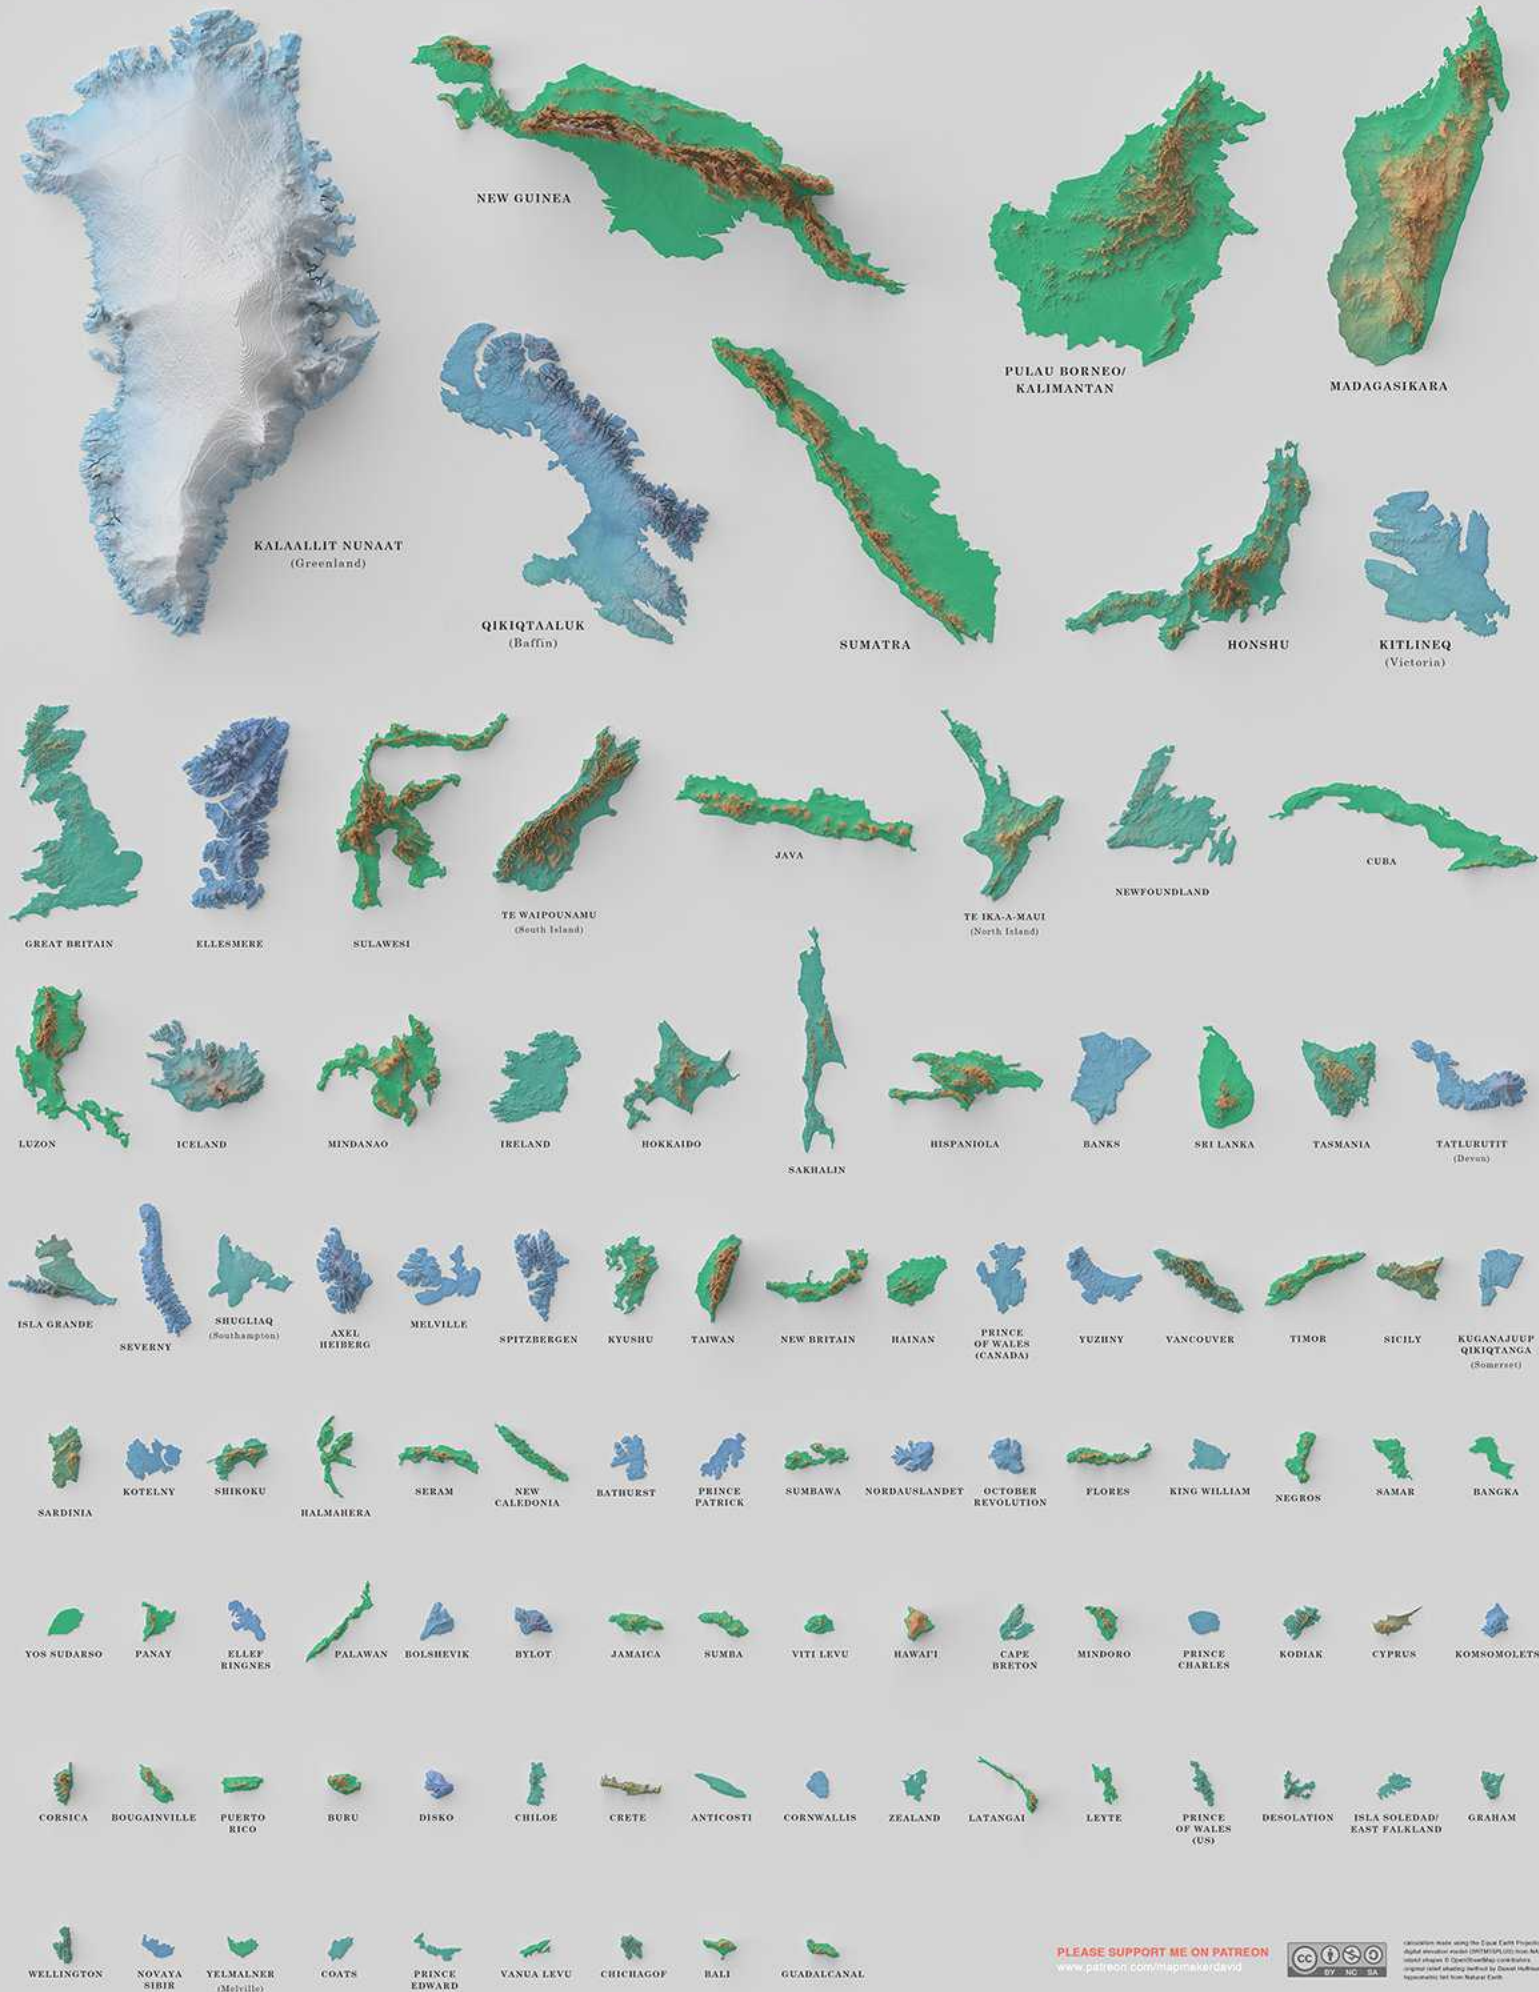 NEW GUINEA
PULAU BORNEO/
KALIMANTAN
MADAGASIKARA
KALAALLIT NUNAAT
(Greenland)
QIKIQTAALUK
(Baffin)
SUMATRA
HONSHU
KITLINEQ
(Victoria)
GREAT BRITAIN
ELLESMERE
SULAWESI
TE WAIPOUNAMU
(South Island)
JAVA
TE IKA-A-MAUI
(North Island)
NEWFOUNDLAND
CUBA
LUZON
ICELAND
MINDANAO
IRELAND
HOKKAIDO
SAKHALIN
HISPANIOLA
BANKS
SRI LANKA
TASMANIA
TATLURUTIT
(Devon)
ISLA GRANDE
SEVERNY
SHUGLIAQ
(Southampton)
AXEL
HEIBERG
MELVILLE
SPITZBERGEN
KYUSHU
TAIWAN
NEW BRITAIN
HAINAN
PRINCE
OF WALES
(CANADA)
YUZHNY
VANCOUVER
TIMOR
SICILY
KUGANAJUUP
QIKIQTANGA
(Somerset)
SARDINIA
KOTELNY
SHIKOKU
HALMAHERA
SERAM
NEW
CALEDONIA
BATHURST
PRINCE
PATRICK
SUMBAWA
NORDAUSLANDET
OCTOBER
REVOLUTION
FLORES
KING WILLIAM
NEGROS
SAMAR
BANGKA
YOS SUDARSO
PANAY
ELLEF
RINGNES
PALAWAN
BOLSHEVIK
BYLOT
JAMAICA
SUMBA
VITI LEVU
HAWAI'I
CAPE
BRETON
MINDORO
PRINCE
CHARLES
KODIAK
CYPRUS
KOMSOMOLETS
CORSICA
BOUGAINVILLE
PUERTO
RICO
BURU
DISKO
CHILOE
CRETE
ANTICOSTI
CORNWALLIS
ZEALAND
LATANGAI
LEYTE
PRINCE
OF WALES
(US)
DESOLATION
ISLA SOLEDAD/
EAST FALKLAND
GRAHAM
WELLINGTON
NOVAYA
SIBIR
YELMALNER
(Melville)
COATS
PRINCE
EDWARD
VANUA LEVU
CHICHAGOF
BALI
GUADALCANAL
PLEASE SUPPORT ME ON PATREON
www.patreon.com/mapmakerdavid
CC
BY NC SA